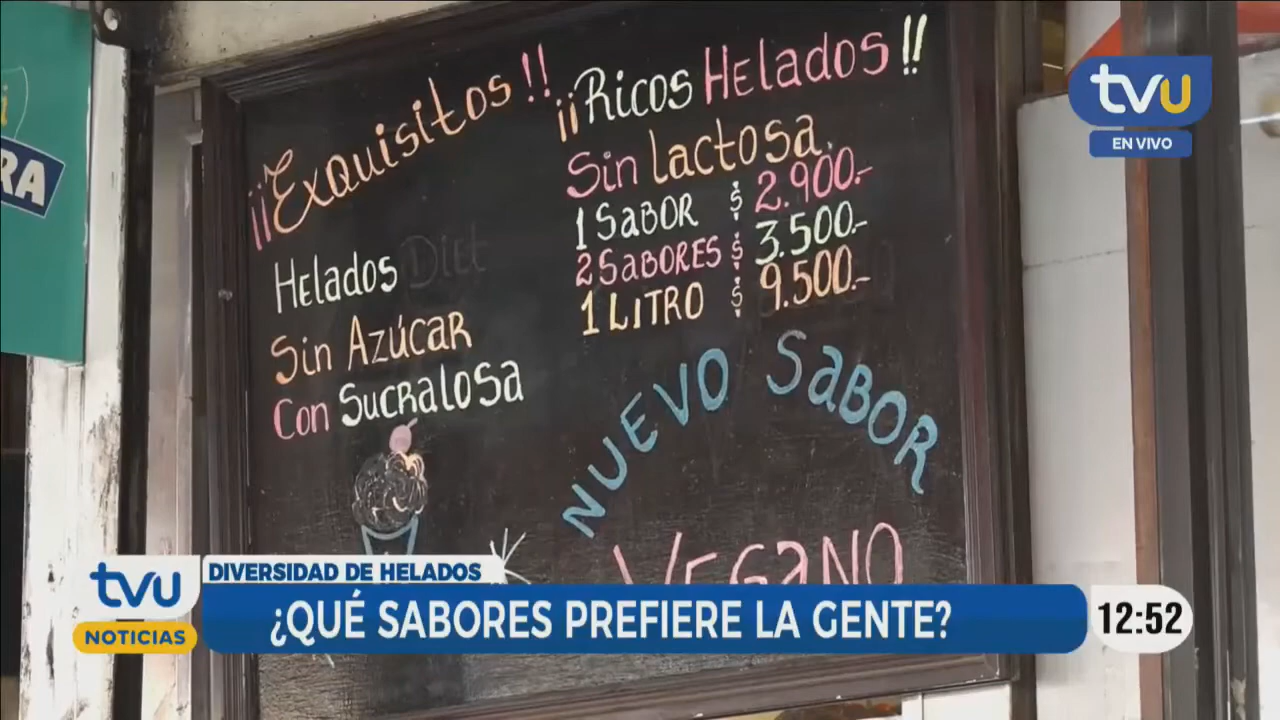 RA
¡¡Exquisitos!!
Helados Diet
Sin Azúcar
Con Sucralosa
¡¡Ricos Helados!!
Sin lactosa.
1 Sabor $ 2.900.-
2 Sabores $ 3.500.-
1 Litro $ 9.500.-
Nuevo Sabor
Vegano
tvu
EN VIVO
tvu
NOTICIAS
DIVERSIDAD DE HELADOS
¿QUÉ SABORES PREFIERE LA GENTE?
12:52